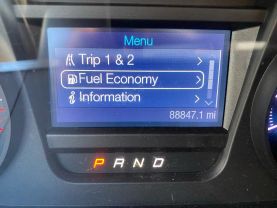 Menu
Trip 1 & 2
Fuel Economy
Information
88847.1 mi
P R N D